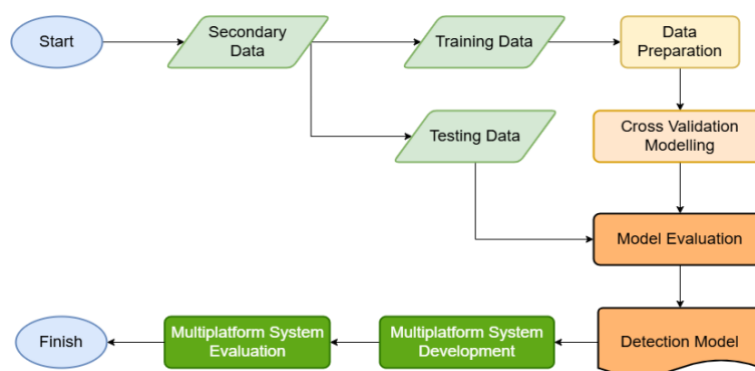 Start
Secondary
Data
Training Data
Data
Preparation
Testing Data
Cross Validation
Modelling
Model Evaluation
Finish
Multiplatform System
Evaluation
Multiplatform System
Development
Detection Model